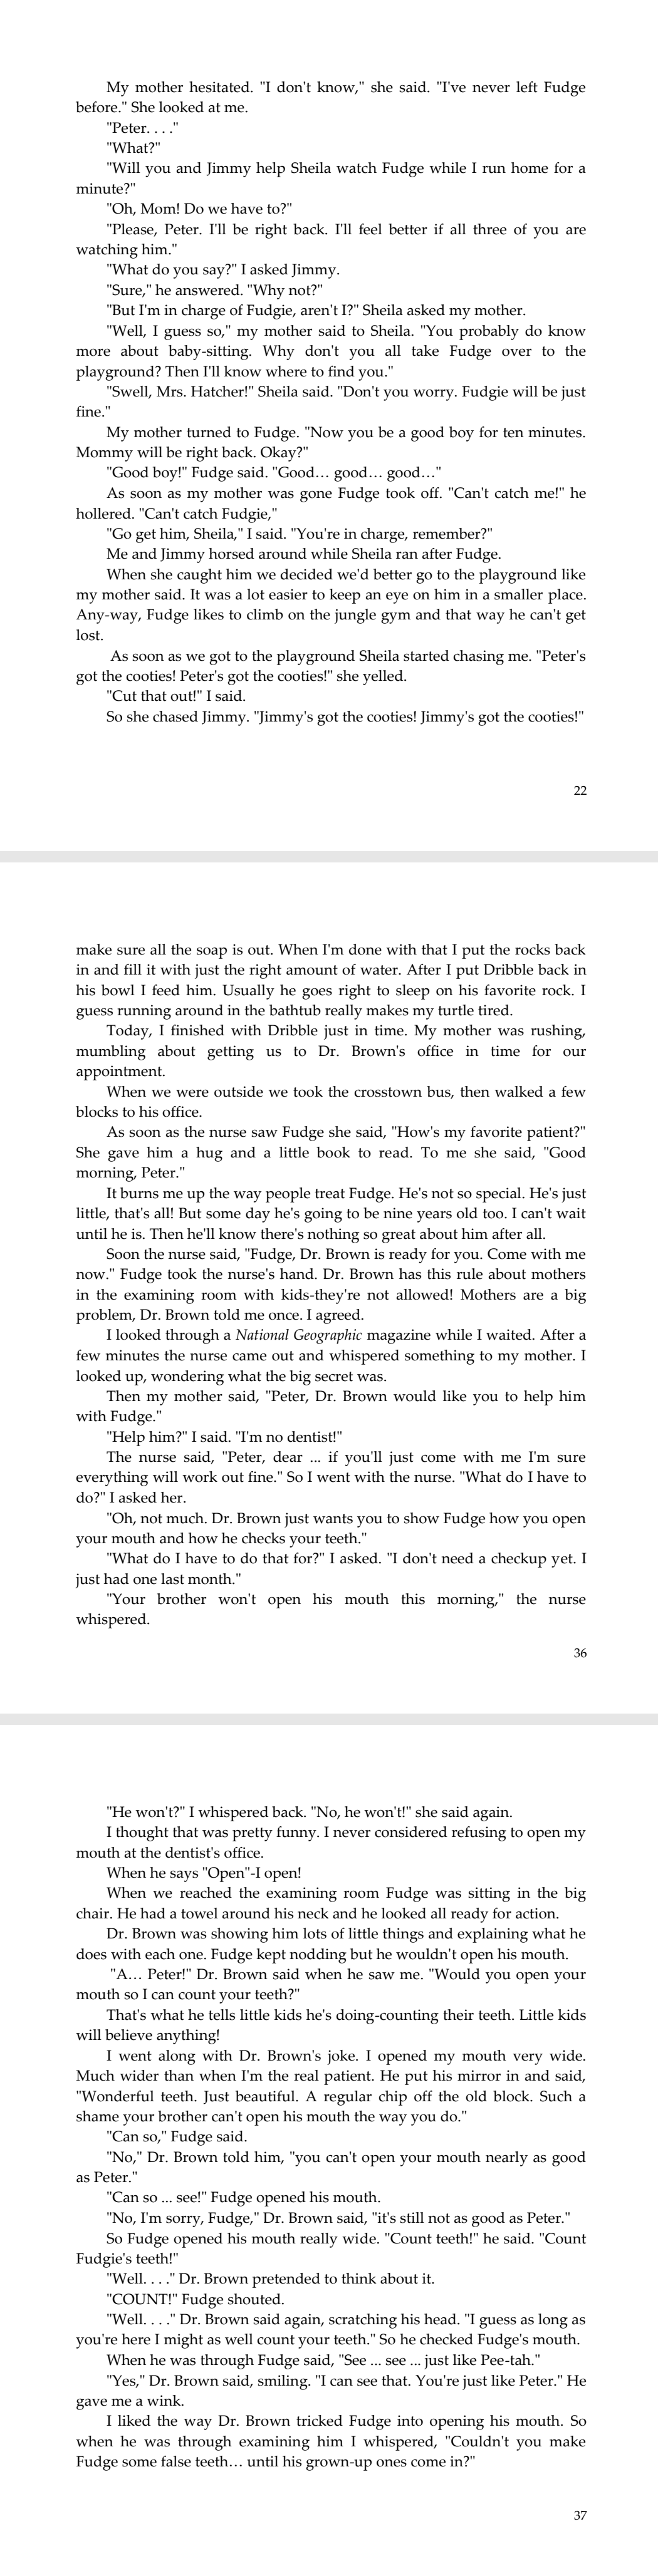 My mother hesitated. "I don't know," she said. "I've never left Fudge
before." She looked at me.
"Peter. . . ."
"What?"
"Will you and Jimmy help Sheila watch Fudge while I run home for a
minute?"
"Oh, Mom! Do we have to?"
"Please, Peter. I'll be right back. I'll feel better if all three of you are
watching him."
"What do you say?" I asked Jimmy.
"Sure," he answered. "Why not?"
"But I'm in charge of Fudgie, aren't I?" Sheila asked my mother.
"Well, I guess so," my mother said to Sheila. "You probably do know
more about baby-sitting. Why don't you all take Fudge over to the
playground? Then I'll know where to find you."
"Swell, Mrs. Hatcher!" Sheila said. "Don't you worry. Fudgie will be just
fine."
My mother turned to Fudge. "Now you be a good boy for ten minutes.
Mommy will be right back. Okay?"
"Good boy!" Fudge said. "Good… good… good…"
As soon as my mother was gone Fudge took off. "Can't catch me!" he
hollered. "Can't catch Fudgie,"
"Go get him, Sheila," I said. "You're in charge, remember?"
Me and Jimmy horsed around while Sheila ran after Fudge.
When she caught him we decided we'd better go to the playground like
my mother said. It was a lot easier to keep an eye on him in a smaller place.
Any-way, Fudge likes to climb on the jungle gym and that way he can't get
lost.
As soon as we got to the playground Sheila started chasing me. "Peter's
got the cooties! Peter's got the cooties!" she yelled.
"Cut that out!" I said.
So she chased Jimmy. "Jimmy's got the cooties! Jimmy's got the cooties!"
22
make sure all the soap is out. When I'm done with that I put the rocks back
in and fill it with just the right amount of water. After I put Dribble back in
his bowl I feed him. Usually he goes right to sleep on his favorite rock. I
guess running around in the bathtub really makes my turtle tired.
Today, I finished with Dribble just in time. My mother was rushing,
mumbling about getting us to Dr. Brown's office in time for our
appointment.
When we were outside we took the crosstown bus, then walked a few
blocks to his office.
As soon as the nurse saw Fudge she said, "How's my favorite patient?"
She gave him a hug and a little book to read. To me she said, "Good
morning, Peter."
It burns me up the way people treat Fudge. He's not so special. He's just
little, that's all! But some day he's going to be nine years old too. I can't wait
until he is. Then he'll know there's nothing so great about him after all.
Soon the nurse said, "Fudge, Dr. Brown is ready for you. Come with me
now." Fudge took the nurse's hand. Dr. Brown has this rule about mothers
in the examining room with kids-they're not allowed! Mothers are a big
problem, Dr. Brown told me once. I agreed.
I looked through a National Geographic magazine while I waited. After a
few minutes the nurse came out and whispered something to my mother. I
looked up, wondering what the big secret was.
Then my mother said, "Peter, Dr. Brown would like you to help him
with Fudge."
"Help him?" I said. "I'm no dentist!"
The nurse said, "Peter, dear ... if you'll just come with me I'm sure
everything will work out fine." So I went with the nurse. "What do I have to
do?" I asked her.
"Oh, not much. Dr. Brown just wants you to show Fudge how you open
your mouth and how he checks your teeth."
"What do I have to do that for?" I asked. "I don't need a checkup yet. I
just had one last month."
"Your brother won't open his mouth this morning," the nurse
whispered.
36
"He won't?" I whispered back. "No, he won't!" she said again.
I thought that was pretty funny. I never considered refusing to open my
mouth at the dentist's office.
When he says "Open"-I open!
When we reached the examining room Fudge was sitting in the big
chair. He had a towel around his neck and he looked all ready for action.
Dr. Brown was showing him lots of little things and explaining what he
does with each one. Fudge kept nodding but he wouldn't open his mouth.
"A… Peter!" Dr. Brown said when he saw me. "Would you open your
mouth so I can count your teeth?"
That's what he tells little kids he's doing-counting their teeth. Little kids
will believe anything!
I went along with Dr. Brown's joke. I opened my mouth very wide.
Much wider than when I'm the real patient. He put his mirror in and said,
"Wonderful teeth. Just beautiful. A regular chip off the old block. Such a
shame your brother can't open his mouth the way you do."
"Can so," Fudge said.
"No," Dr. Brown told him, "you can't open your mouth nearly as good
as Peter."
"Can so ... see!" Fudge opened his mouth.
"No, I'm sorry, Fudge," Dr. Brown said, "it's still not as good as Peter."
So Fudge opened his mouth really wide. "Count teeth!" he said. "Count
Fudgie's teeth!"
"Well. . . ." Dr. Brown pretended to think about it.
"COUNT!" Fudge shouted.
"Well. . . ." Dr. Brown said again, scratching his head. "I guess as long as
you're here I might as well count your teeth." So he checked Fudge's mouth.
When he was through Fudge said, "See ... see ... just like Pee-tah."
"Yes," Dr. Brown said, smiling. "I can see that. You're just like Peter." He
gave me a wink.
I liked the way Dr. Brown tricked Fudge into opening his mouth. So
when he was through examining him I whispered, "Couldn't you make
Fudge some false teeth… until his grown-up ones come in?"
37